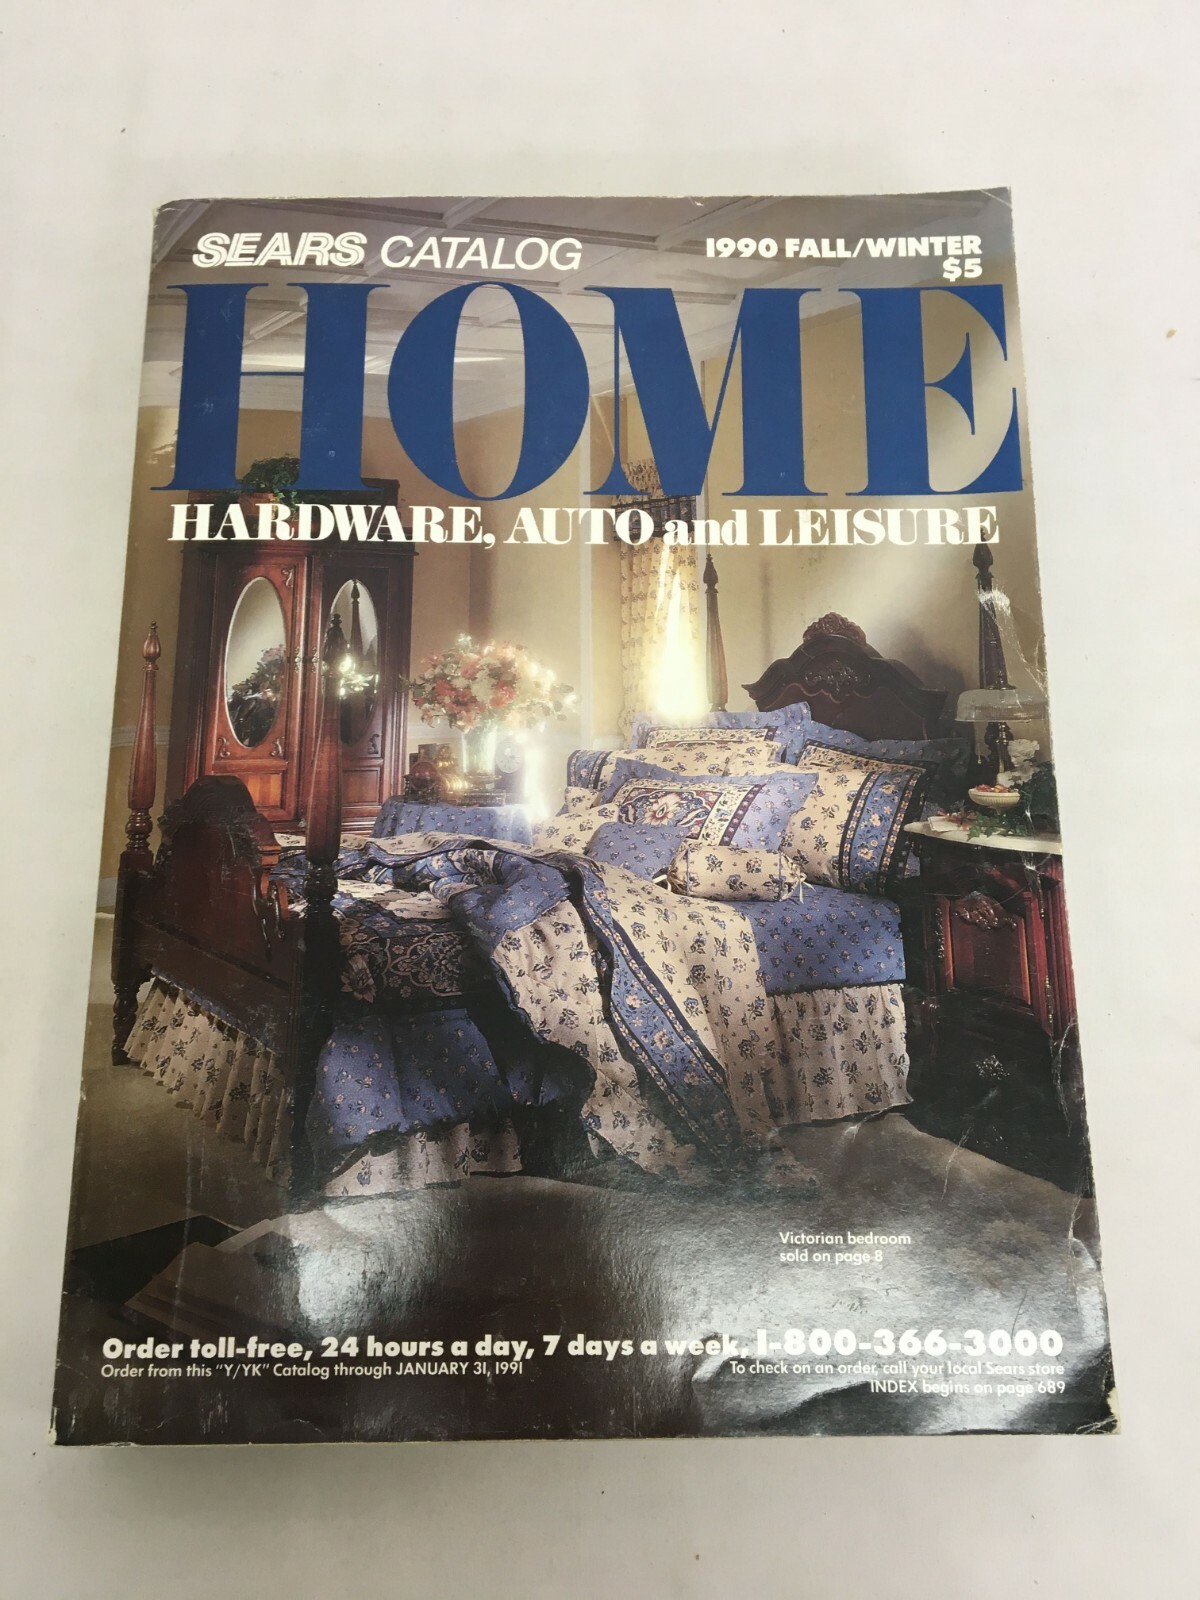 SEARS CATALOG
1990 FALL/WINTER
$5
HOME
HARDWARE, AUTO and LEISURE
Victorian bedroom
sold on page 8
Order toll-free, 24 hours a day, 7 days a week, 1-800-366-3000
Order from this "Y/YK" Catalog through JANUARY 31, 1991
To check on an order, call your local Sears store
INDEX begins on page 689